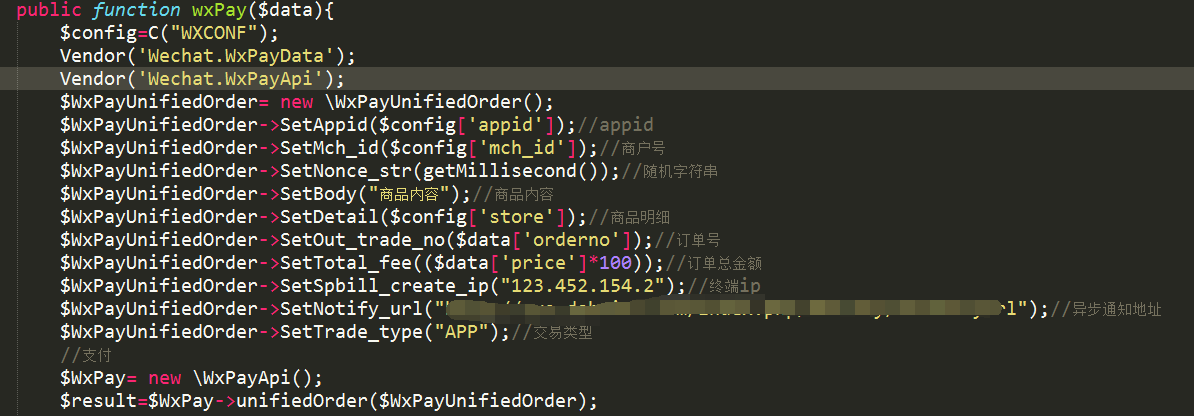 public function wxPay($data){
$config=C("WXCONF");
Vendor('Wechat.WxPayData');
Vendor('Wechat.WxPayApi');
$WxPayUnifiedOrder= new \WxPayUnifiedOrder();
$WxPayUnifiedOrder->SetAppid($config['appid']);//appid
$WxPayUnifiedOrder->SetMch_id($config['mch_id']);//商户号
$WxPayUnifiedOrder->SetNonce_str(getMillisecond());//随机字符串
$WxPayUnifiedOrder->SetBody("商品内容");//商品内容
$WxPayUnifiedOrder->SetDetail($config['store']);//商品明细
$WxPayUnifiedOrder->SetOut_trade_no($data['orderno']);//订单号
$WxPayUnifiedOrder->SetTotal_fee(($data['price']*100));//订单总金额
$WxPayUnifiedOrder->SetSpbill_create_ip("123.452.154.2");//终端ip
$WxPayUnifiedOrder->SetNotify_url(" rl");//异步通知地址
$WxPayUnifiedOrder->SetTrade_type("APP");//交易类型
//支付
$WxPay= new \WxPayApi();
$result=$WxPay->unifiedOrder($WxPayUnifiedOrder);